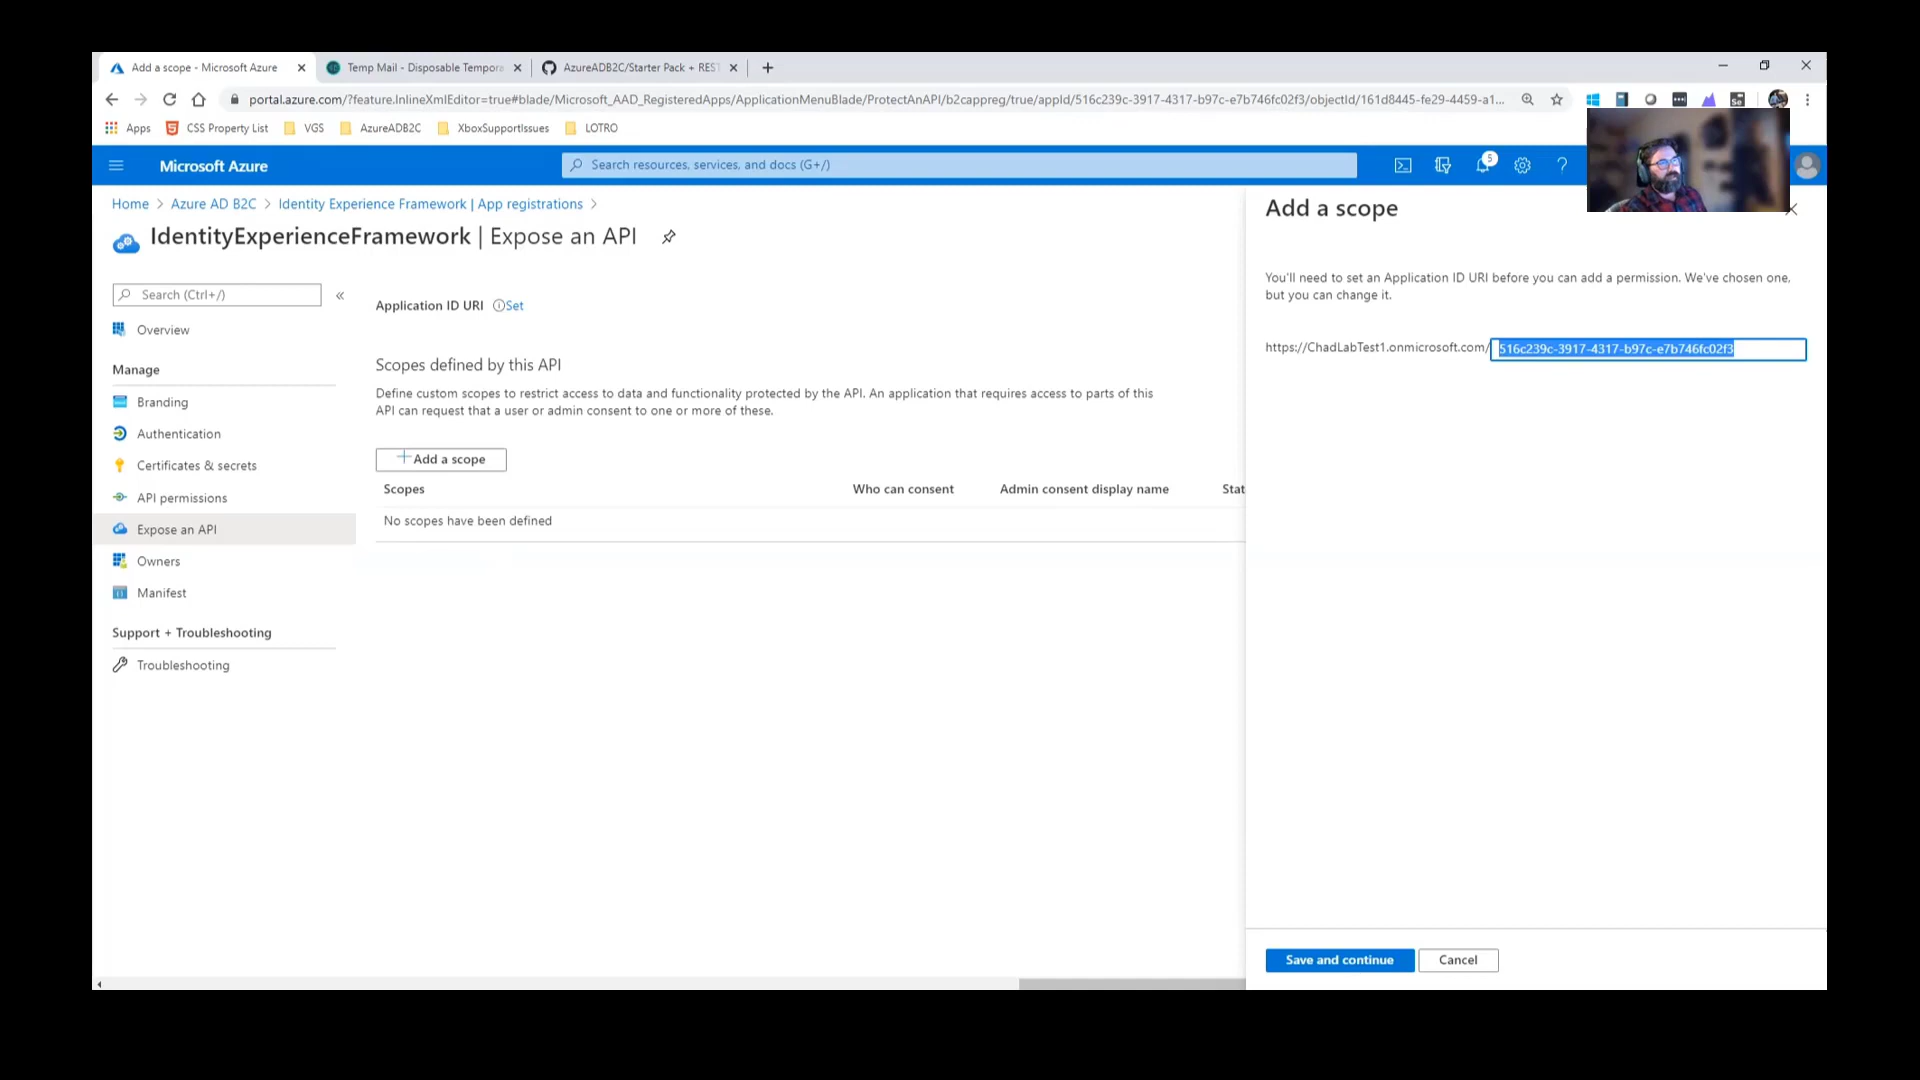 Add a scope - Microsoft Azure
Temp Mail - Disposable Tempora
AzureADB2C/Starter Pack + REST
portal.azure.com/?feature.InlineXmlEditor=true#blade/Microsoft_AAD_RegisteredApps/ApplicationMenuBlade/ProtectAnAPI/b2cappreg/true/appId/516c239c-3917-4317-b97c-e7b746fc02f3/objectId/161d8445-fe29-4459-a1...
Apps
CSS Property List
VGS
AzureADB2C
XboxSupportIssues
LOTRO
Microsoft Azure
Search resources, services, and docs (G+/)
5
Home > Azure AD B2C > Identity Experience Framework | App registrations >
IdentityExperienceFramework | Expose an API
Search (Ctrl+/)
«
Overview
Manage
Branding
Authentication
Certificates & secrets
API permissions
Expose an API
Owners
Manifest
Support + Troubleshooting
Troubleshooting
Application ID URI Set
Scopes defined by this API
Define custom scopes to restrict access to data and functionality protected by the API. An application that requires access to parts of this
API can request that a user or admin consent to one or more of these.
+ Add a scope
Scopes
Who can consent
Admin consent display name
Stat
No scopes have been defined
Add a scope
You'll need to set an Application ID URI before you can add a permission. We've chosen one,
but you can change it.
https://ChadLabTest1.onmicrosoft.com/ 516c239c-3917-4317-b97c-e7b746fc02f3
Save and continue
Cancel